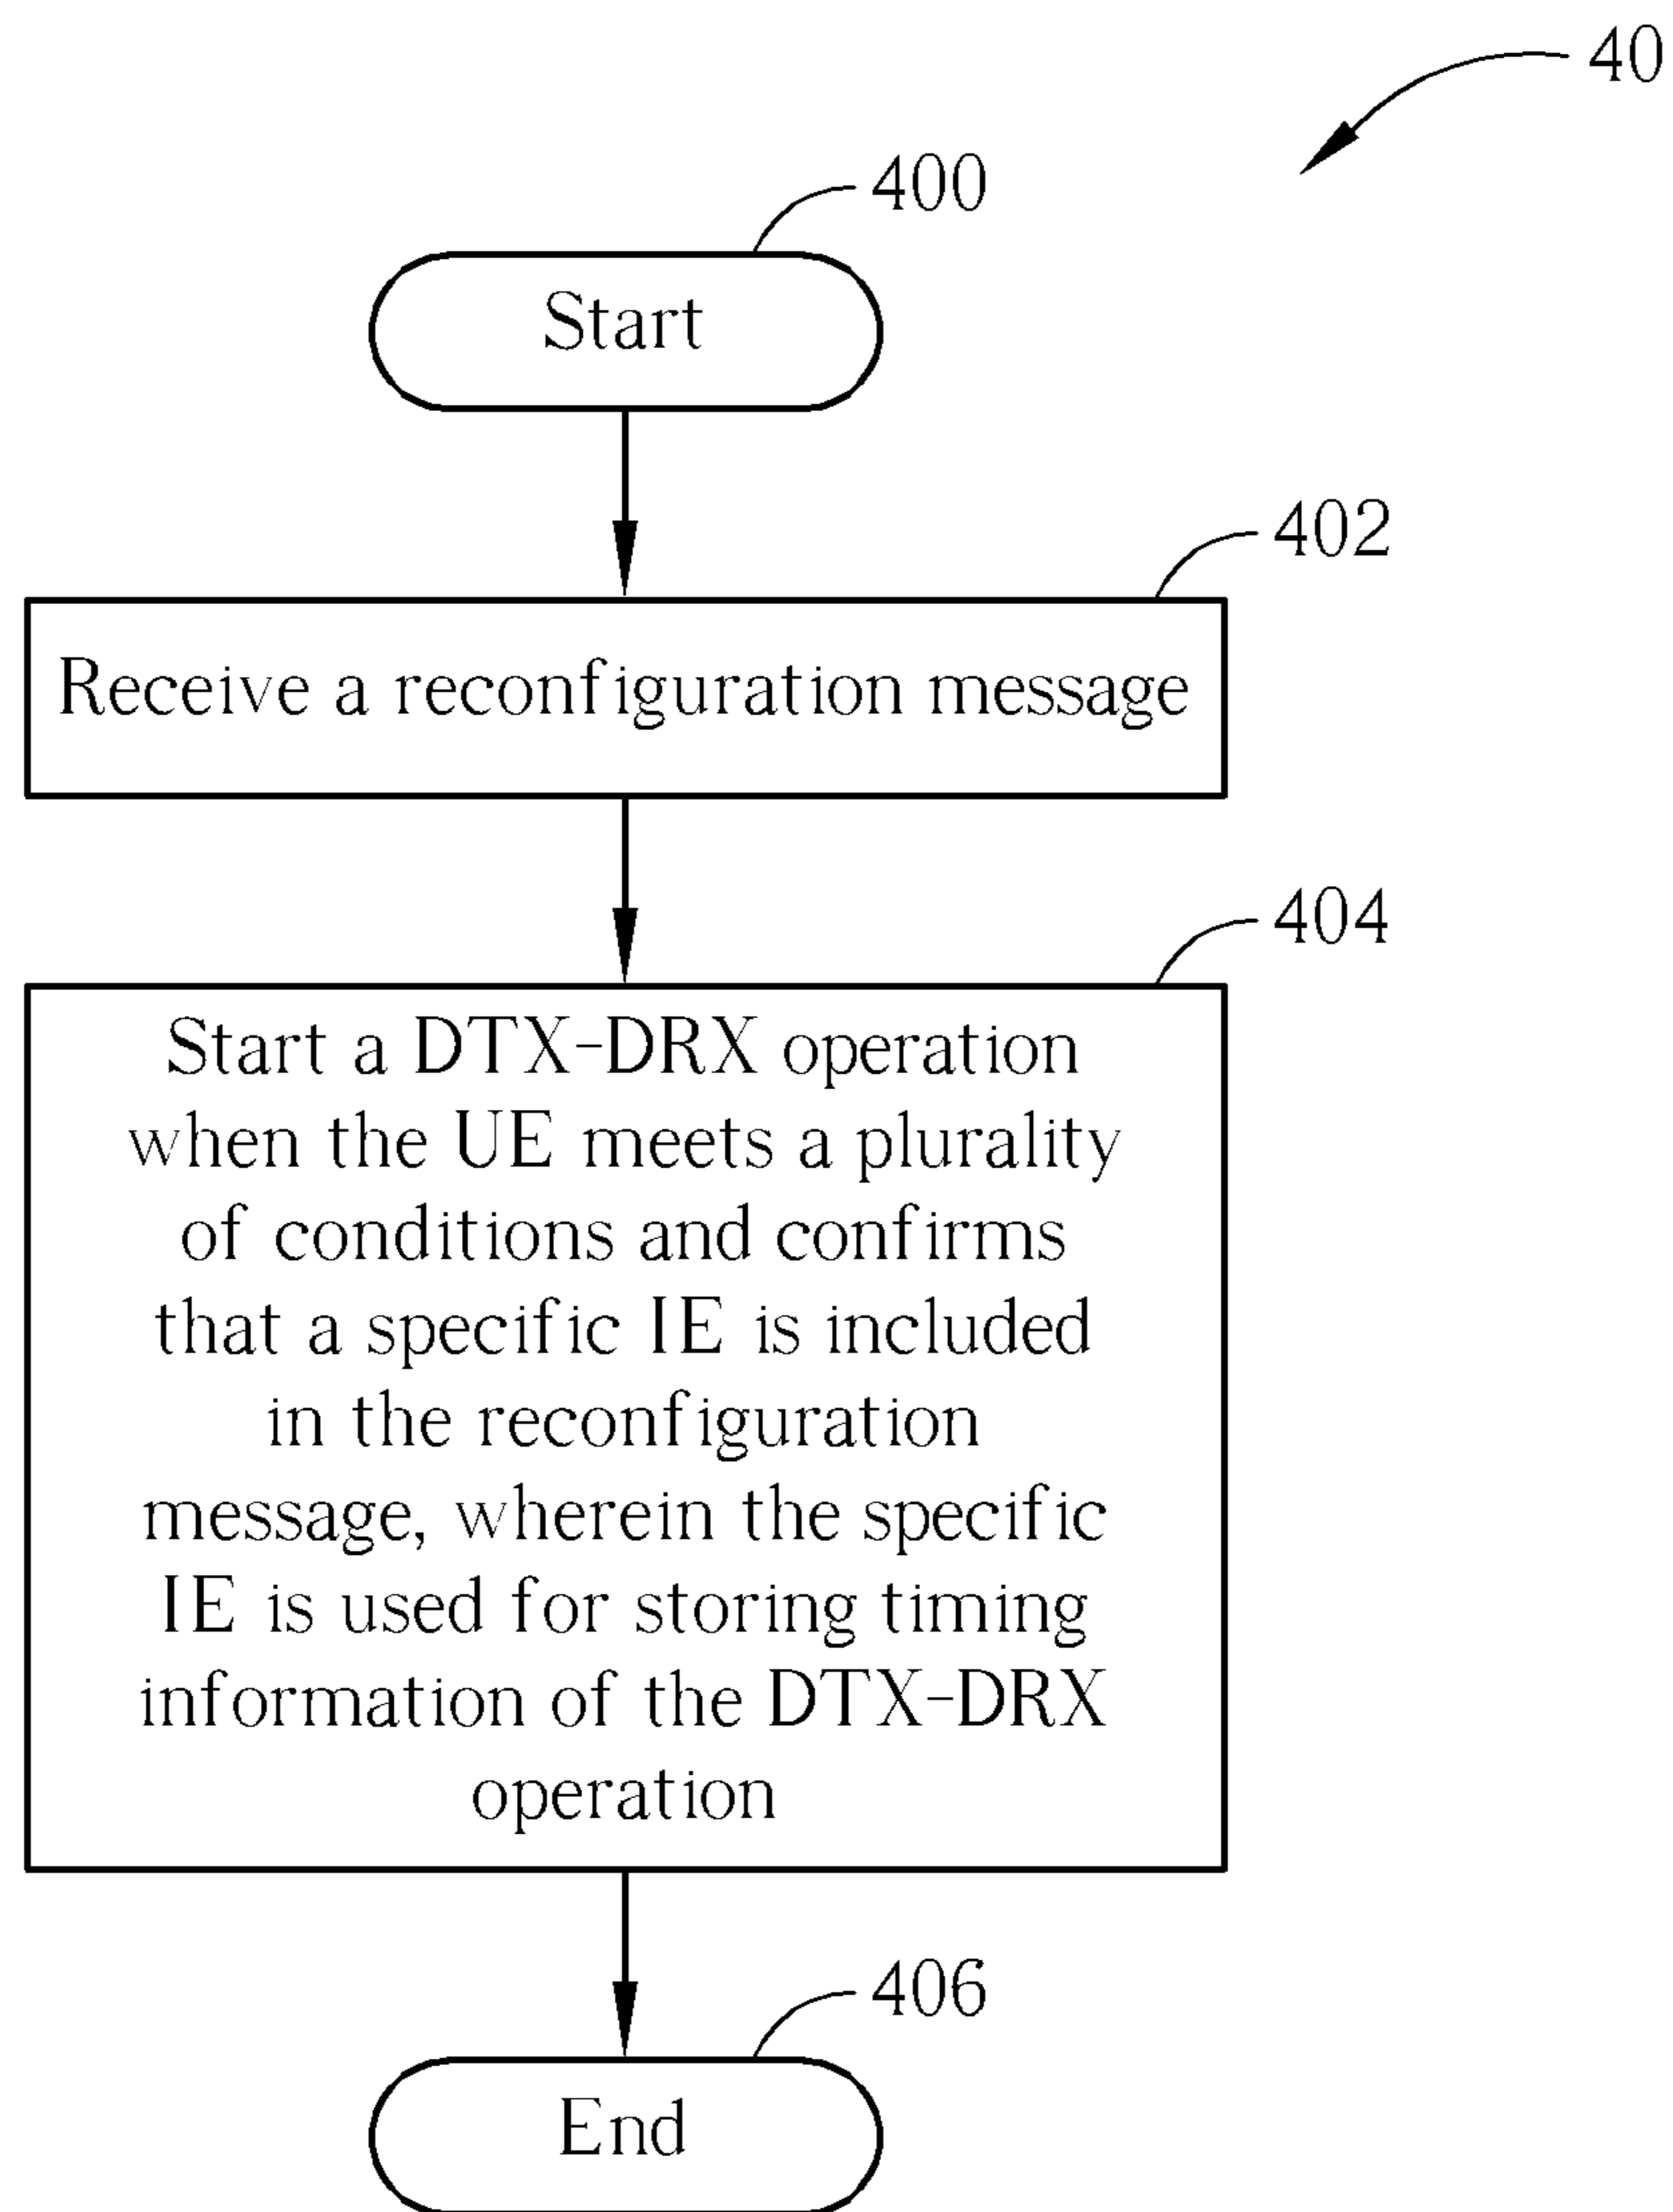 40
400
Start
402
Receive a reconfiguration message
404
Start a DTX-DRX operation
when the UE meets a plurality
of conditions and confirms
that a specific IE is included
in the reconfiguration
message, wherein the specific
IE is used for storing timing
information of the DTX-DRX
operation
406
End